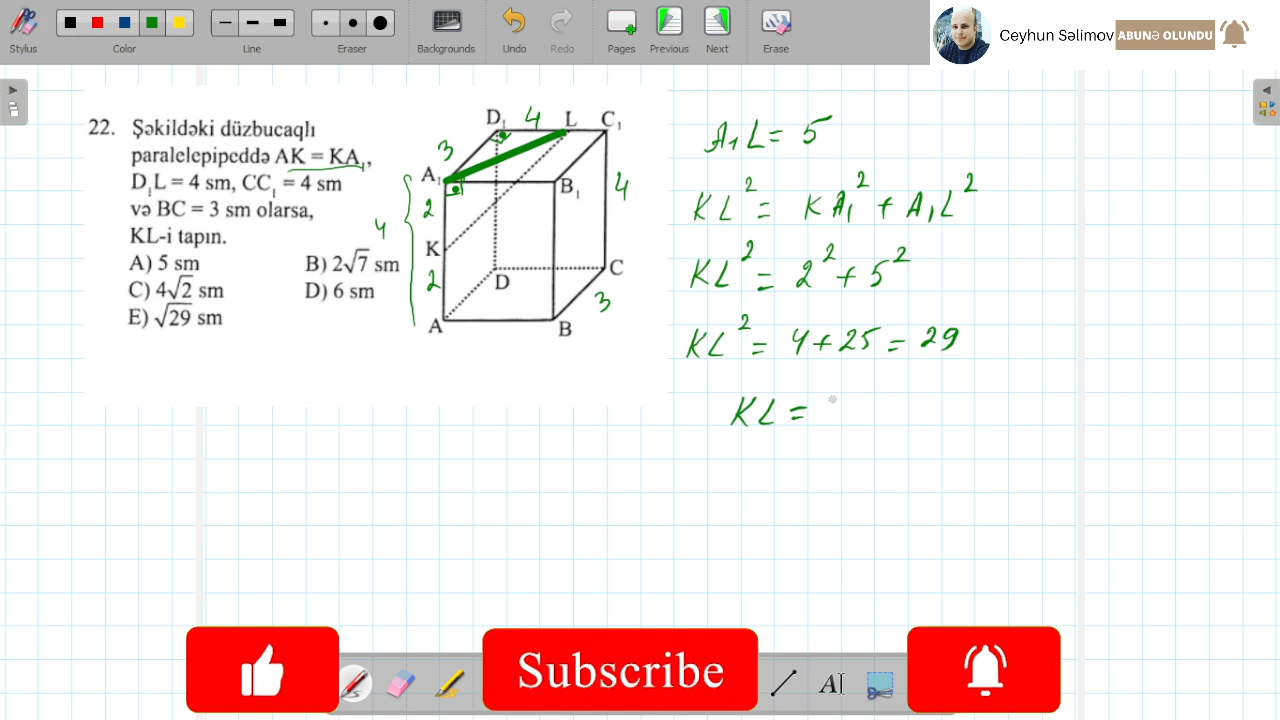 Stylus
Color
Line
Eraser
Backgrounds
Undo
Redo
Pages
Previous
Next
Erase
Ceyhun Səlimov
ABUNƏ OLUNDU
22. Şəkildəki düzbucaqlı
paralelepipeddə AK = KA₁,
D₁L = 4 sm, CC₁ = 4 sm
və BC = 3 sm olarsa,
KL-i tapın.
A) 5 sm B) 2√7 sm
C) 4√2 sm D) 6 sm
E) √29 sm
D₁ 4 L C₁
3
A₁ B₁
2 4
4
K
2 D C
3
A B
A₁L = 5
KL² = KA₁² + A₁L²
KL² = 2² + 5²
KL² = 4 + 25 = 29
KL =
Subscribe
A